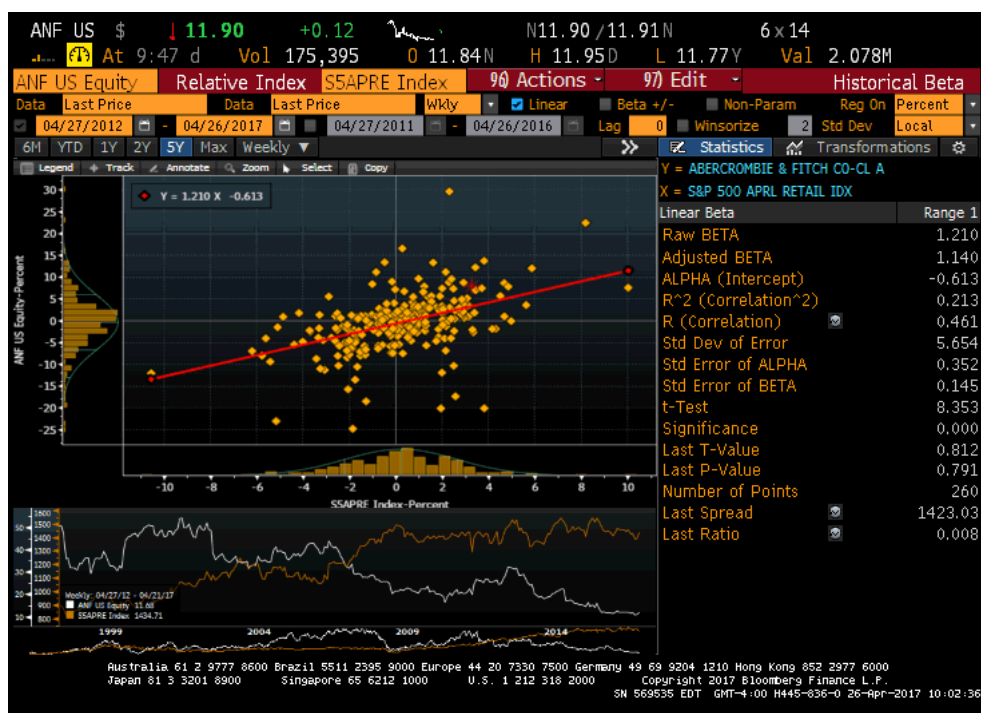 ANF US $ ↓ 11.90 +0.12 N11.90 / 11.91N 6 x 14
At 9:47 d Vol 175,395 O 11.84N H 11.95D L 11.77Y Val 2.078M
ANF US Equity Relative Index S5APRE Index 96) Actions 97) Edit Historical Beta
Data Last Price Data Last Price Wkly Linear Beta +/- Non-Param Reg On Percent
04/27/2012 - 04/26/2017 04/27/2011 - 04/26/2016 Lag 0 Winsorize 2 Std Dev Local
6M YTD 1Y 2Y 5Y Max Weekly ▼ >> Statistics Transformations
Legend Track Annotate Zoom Select Copy
Y = 1.210 X -0.613
30
25
20
15
10
5
0
-5
-10
-15
-20
-25
ANF US Equity-Percent
-10 -8 -6 -4 -2 0 2 4 6 8 10
S5APRE Index-Percent
Y = ABERCROMBIE & FITCH CO-CL A
X = S&P 500 APRL RETAIL IDX
Linear Beta Range 1
Raw BETA 1.210
Adjusted BETA 1.140
ALPHA (Intercept) -0.613
R^2 (Correlation^2) 0.213
R (Correlation) 0.461
Std Dev of Error 5.654
Std Error of ALPHA 0.352
Std Error of BETA 0.145
t-Test 8.353
Significance 0.000
Last T-Value 0.812
Last P-Value 0.791
Number of Points 260
Last Spread 1423.03
Last Ratio 0.008
50
40
30
20
10
1600
1500
1400
1300
1200
1100
1000
900
800
Weekly: 04/27/12 - 04/21/17
ANF US Equity 11.68
S5APRE Index 1434.71
1999 2004 2009 2014
Australia 61 2 9777 8600 Brazil 5511 2395 9000 Europe 44 20 7330 7500 Germany 49 69 9204 1210 Hong Kong 852 2977 6000
Japan 81 3 3201 8900 Singapore 65 6212 1000 U.S. 1 212 318 2000 Copyright 2017 Bloomberg Finance L.P.
SN 569535 EDT GMT-4:00 H445-836-0 26-Apr-2017 10:02:36